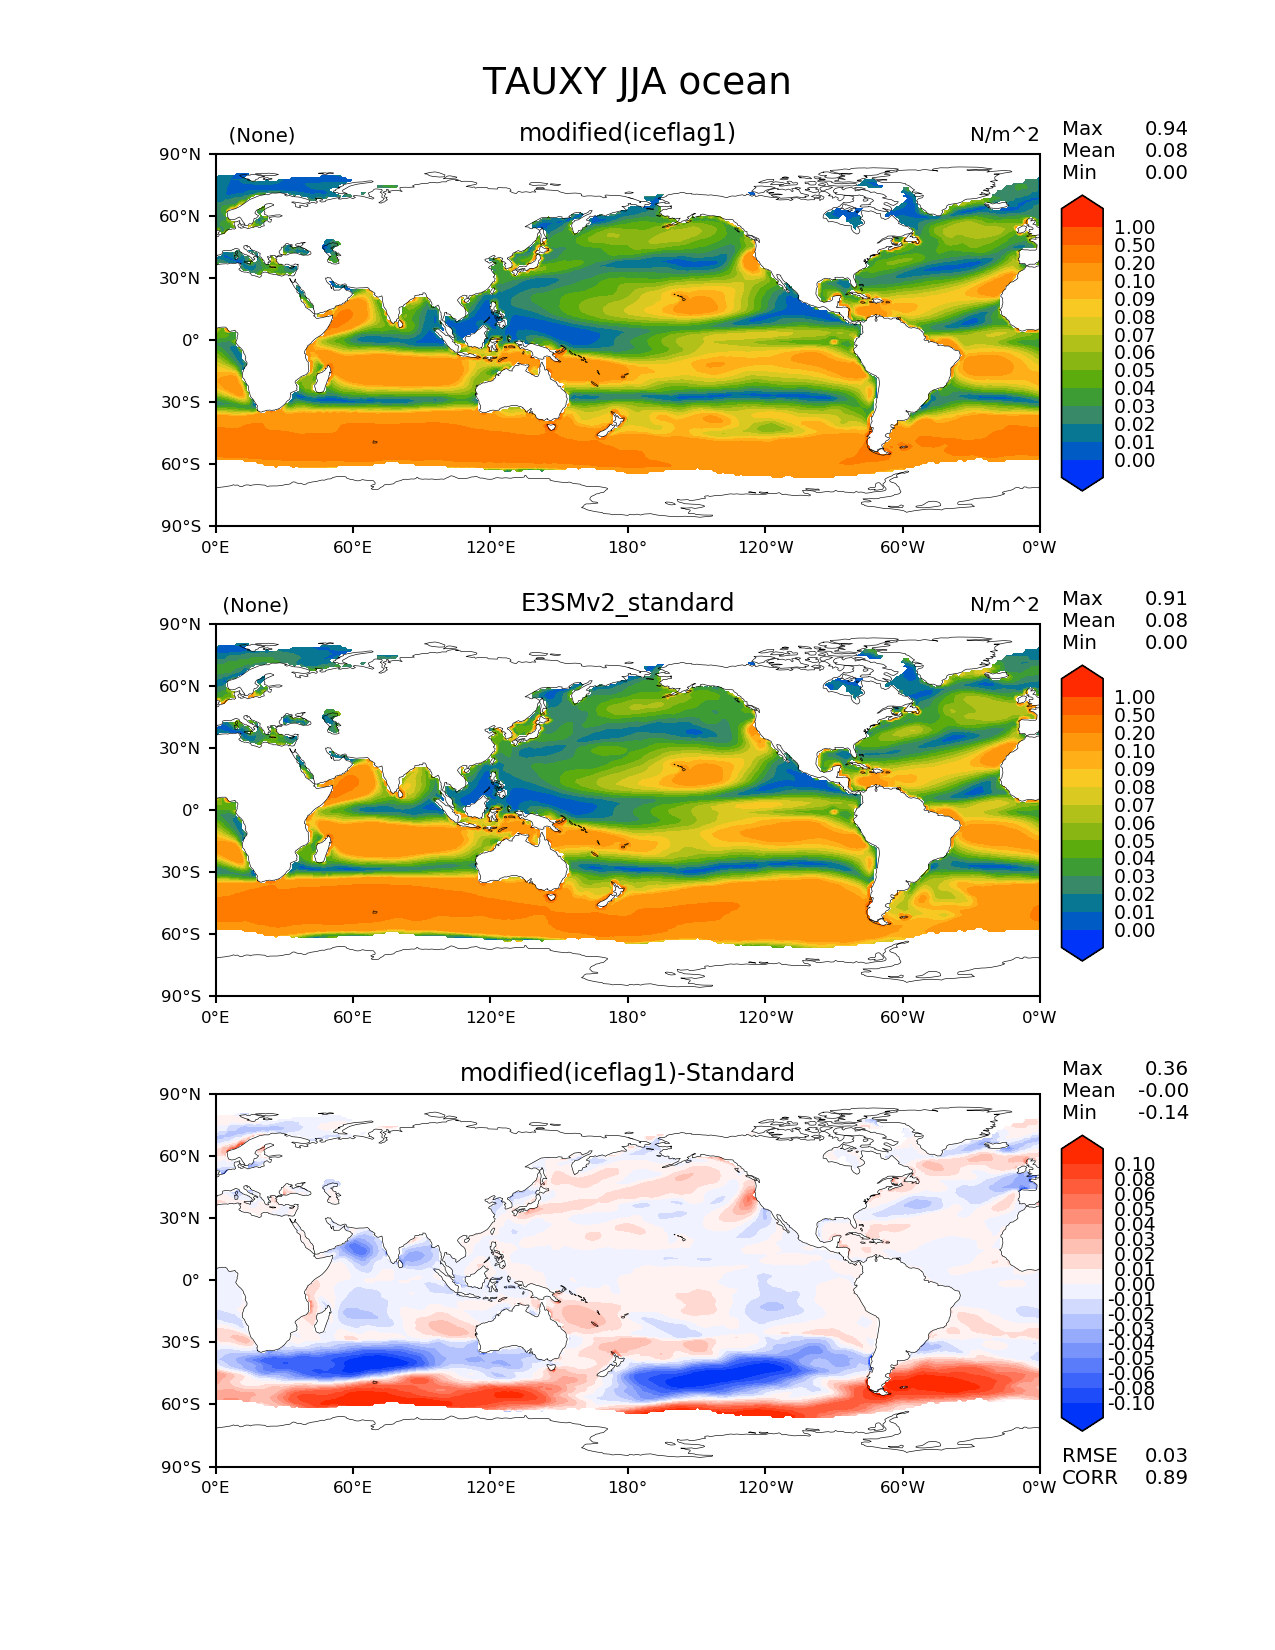 TAUXY JJA ocean
(None) modified(iceflag1) N/m^2
Max 0.94
Mean 0.08
Min 0.00
90°N
60°N
30°N
0°
30°S
60°S
90°S
0°E 60°E 120°E 180° 120°W 60°W 0°W
1.00
0.50
0.20
0.10
0.09
0.08
0.07
0.06
0.05
0.04
0.03
0.02
0.01
0.00
(None) E3SMv2_standard N/m^2
Max 0.91
Mean 0.08
Min 0.00
90°N
60°N
30°N
0°
30°S
60°S
90°S
0°E 60°E 120°E 180° 120°W 60°W 0°W
1.00
0.50
0.20
0.10
0.09
0.08
0.07
0.06
0.05
0.04
0.03
0.02
0.01
0.00
modified(iceflag1)-Standard
Max 0.36
Mean -0.00
Min -0.14
90°N
60°N
30°N
0°
30°S
60°S
90°S
0°E 60°E 120°E 180° 120°W 60°W 0°W
0.10
0.08
0.06
0.05
0.04
0.03
0.02
0.01
0.00
-0.01
-0.02
-0.03
-0.04
-0.05
-0.06
-0.08
-0.10
RMSE 0.03
CORR 0.89